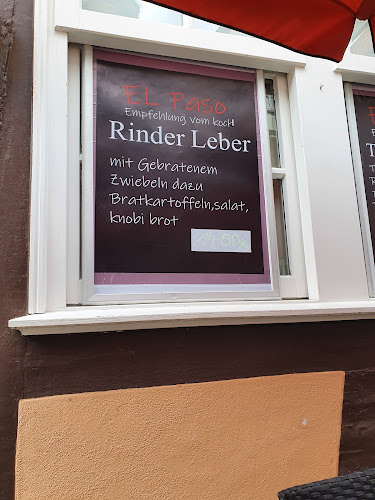 EL Paso
Empfehlung vom kocH
Rinder Leber
mit Gebratenem
Zwiebeln dazu
Bratkartoffeln,salat,
knobi brot